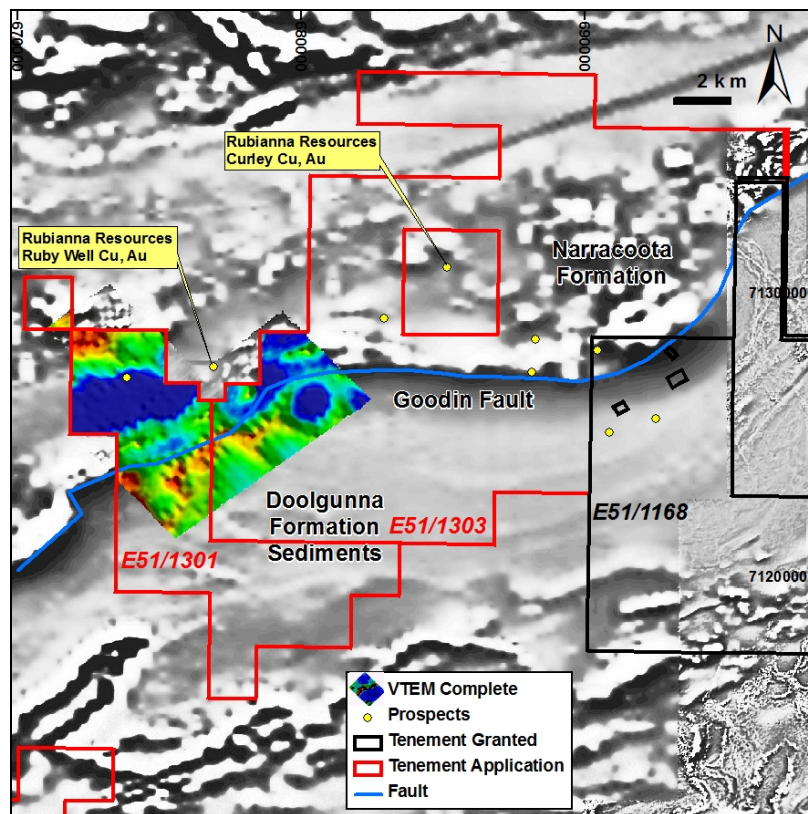 670000
680000
690000
N
2 km
Rubianna Resources
Curley Cu, Au
Rubianna Resources
Ruby Well Cu, Au
Narracoota
Formation
7130000
Goodin Fault
Doolgunna
Formation
Sediments
E51/1303
E51/1168
E51/1301
7120000
VTEM Complete
Prospects
Tenement Granted
Tenement Application
Fault